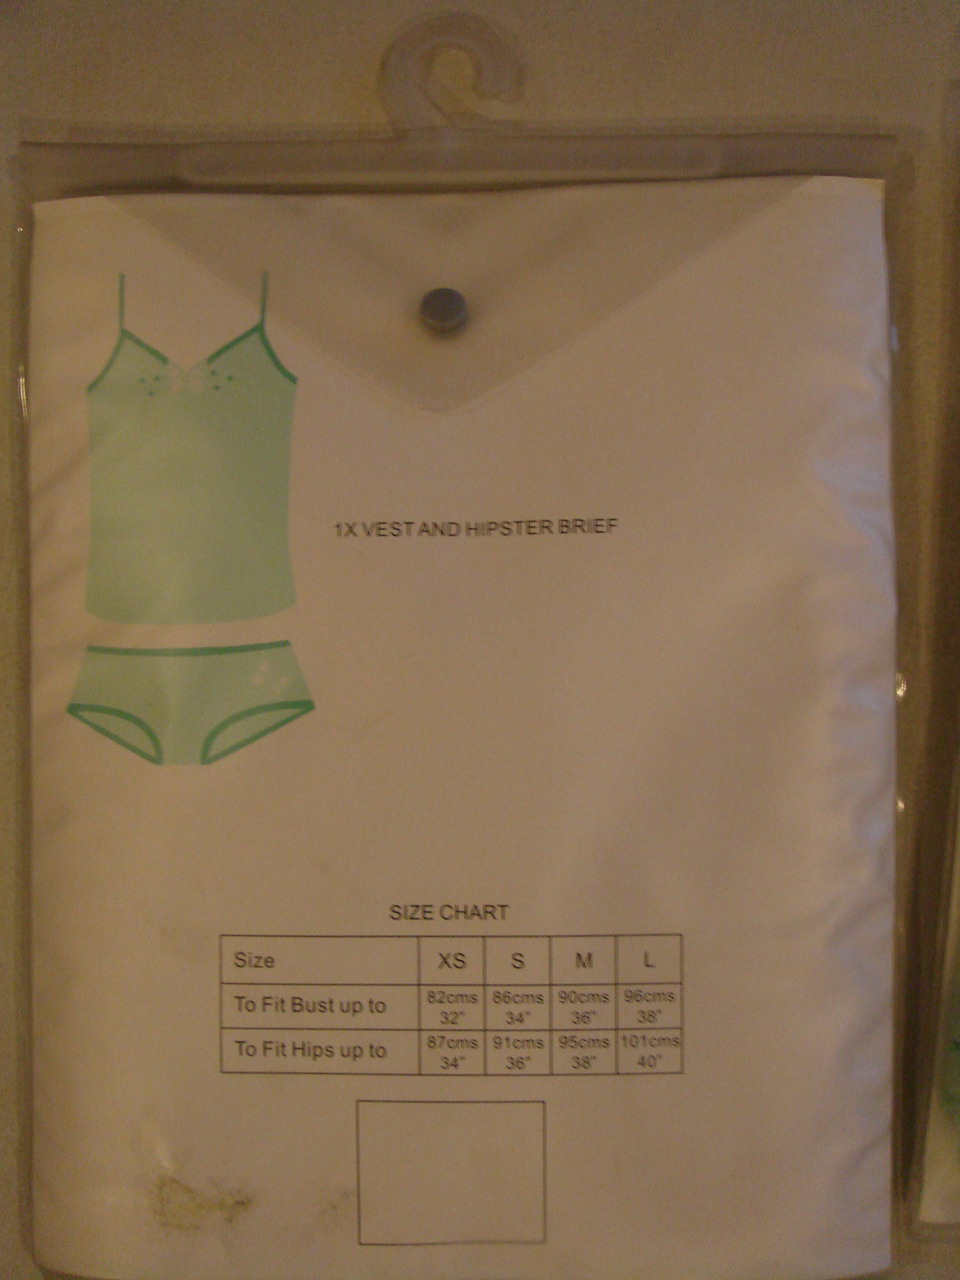 1X VEST AND HIPSTER BRIEF
SIZE CHART
Size XS S M L
To Fit Bust up to 82cms 32" 86cms 34" 90cms 36" 96cms 38"
To Fit Hips up to 87cms 34" 91cms 36" 95cms 38" 101cms 40"